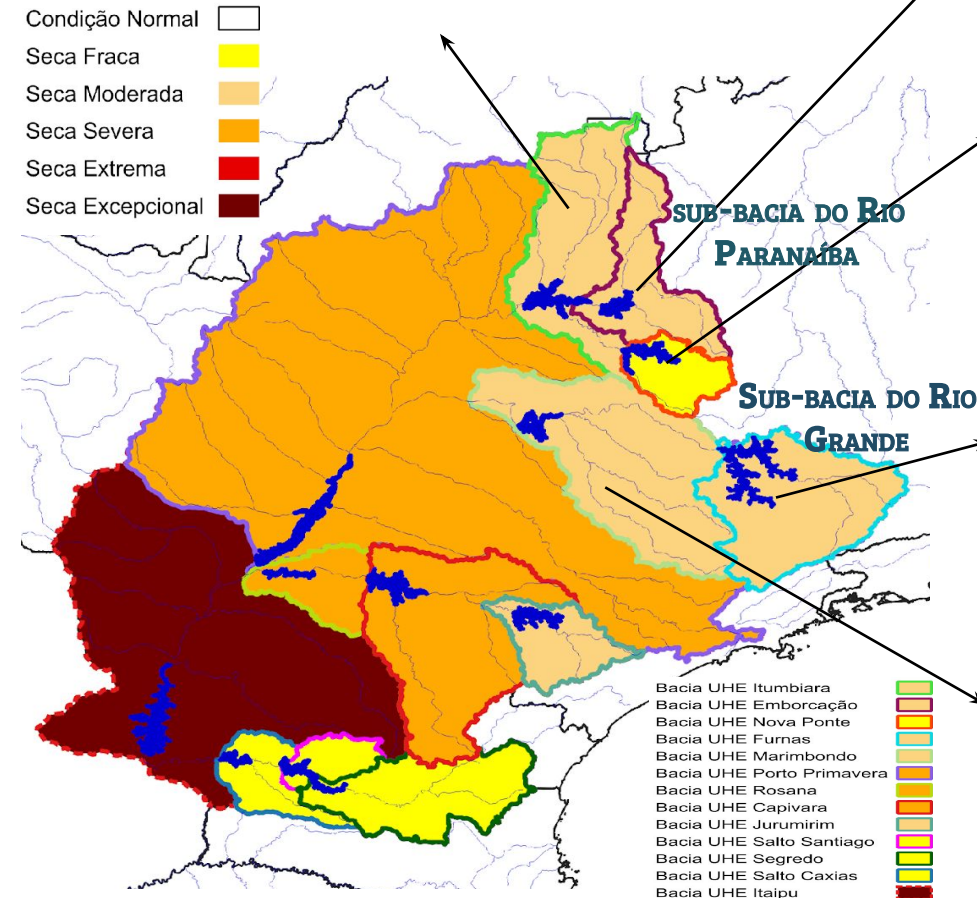 Condição Normal
Seca Fraca
Seca Moderada
Seca Severa
Seca Extrema
Seca Excepcional
SUB-BACIA DO RIO
PARANAÍBA
SUB-BACIA DO RIO
GRANDE
Bacia UHE Itumbiara
Bacia UHE Emborcação
Bacia UHE Nova Ponte
Bacia UHE Furnas
Bacia UHE Marimbondo
Bacia UHE Porto Primavera
Bacia UHE Rosana
Bacia UHE Capivara
Bacia UHE Jurumirim
Bacia UHE Salto Santiago
Bacia UHE Segredo
Bacia UHE Salto Caxias
Bacia UHE Itaipu